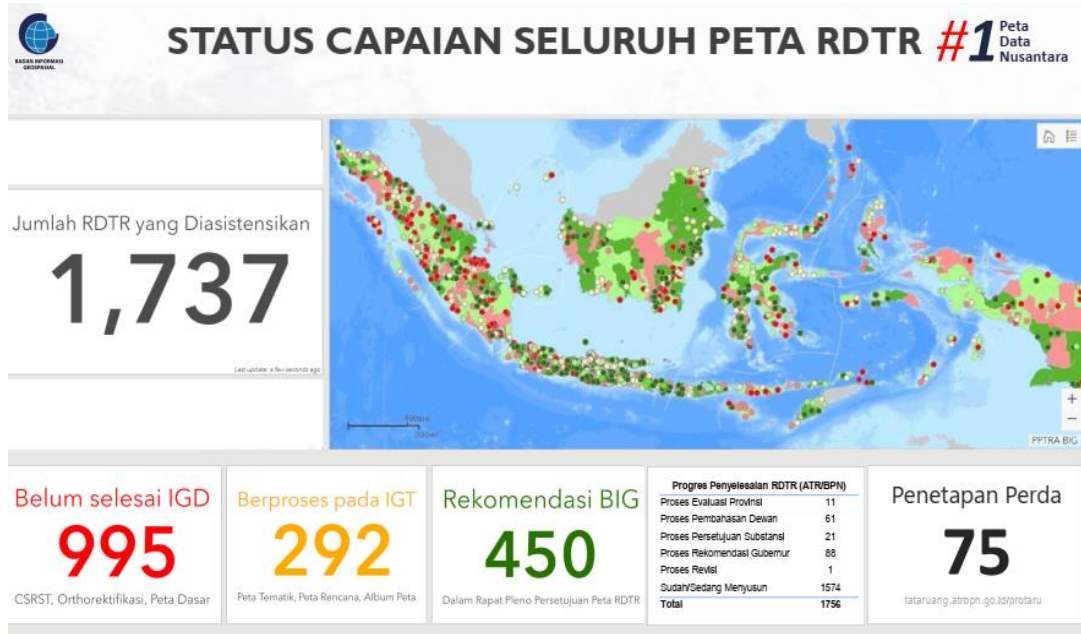 BADAN INFORMASI
GEOSPASIAL
STATUS CAPAIAN SELURUH PETA RDTR
#1 Peta
Data
Nusantara
Jumlah RDTR yang Diasistensikan
1,737
Last update: a few seconds ago
400km
300mi
PPTRA BIG
Belum selesai IGD
995
CSRST, Orthorektifikasi, Peta Dasar
Berproses pada IGT
292
Peta Tematik, Peta Rencana, Album Peta
Rekomendasi BIG
450
Dalam Rapat Pleno Persetujuan Peta RDTR
Progres Penyelesaian RDTR (ATR/BPN)
Proses Evaluasi Provinsi 11
Proses Pembahasan Dewan 61
Proses Persetujuan Substansi 21
Proses Rekomendasi Gubernur 88
Proses Revisi 1
Sudah/Sedang Menyusun 1574
Total 1756
Penetapan Perda
75
tataruang.atrbpn.go.id/protaru